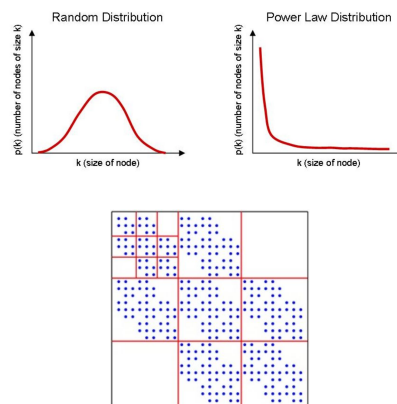 Random Distribution
p(k) (number of nodes of size k)
k (size of node)
Power Law Distribution
p(k) (number of nodes of size k)
k (size of node)